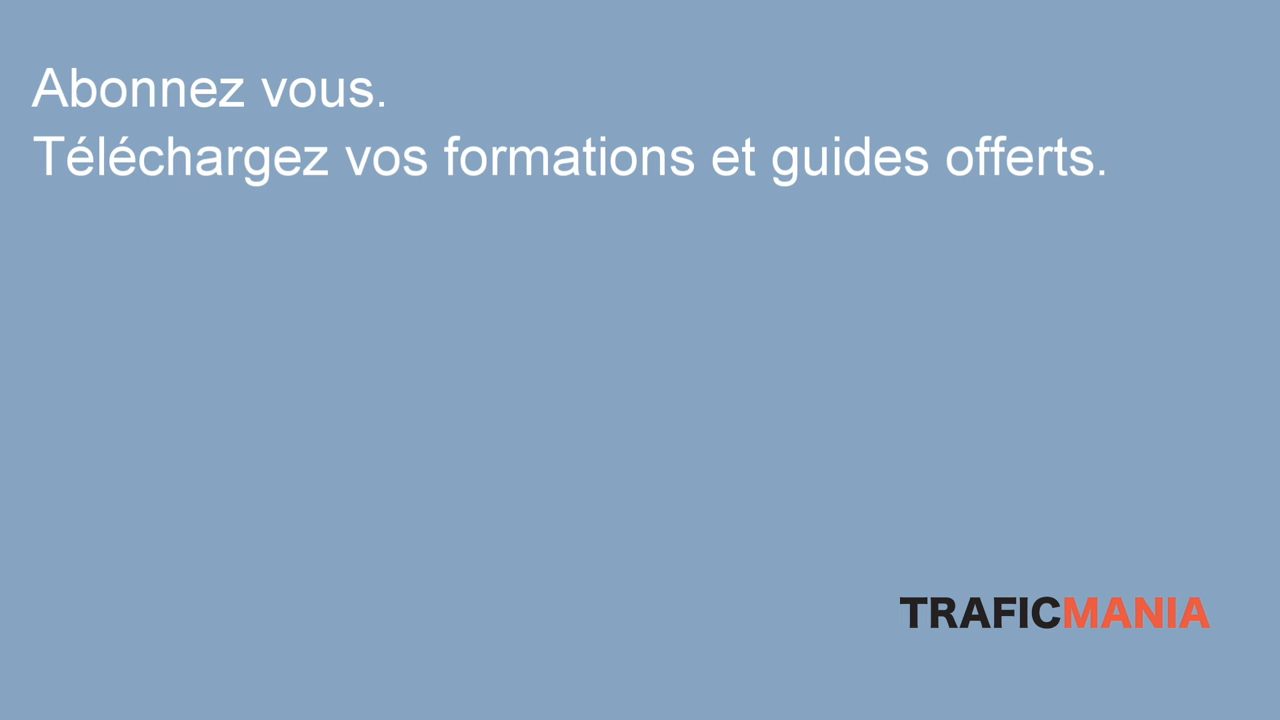 Abonnez vous.
Téléchargez vos formations et guides offerts.
TRAFICMANIA